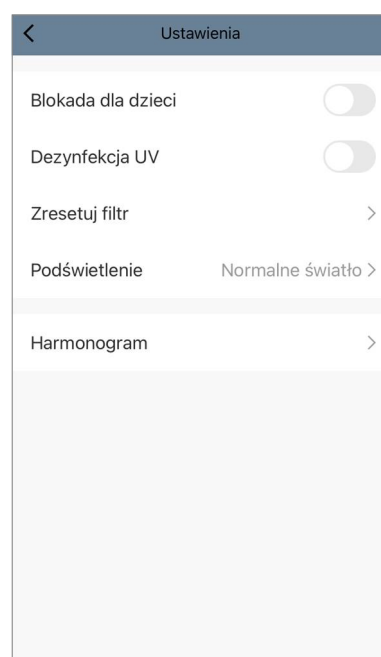 Ustawienia
Blokada dla dzieci
Dezynfekcja UV
Zresetuj filtr
Podświetlenie Normalne światło
Harmonogram